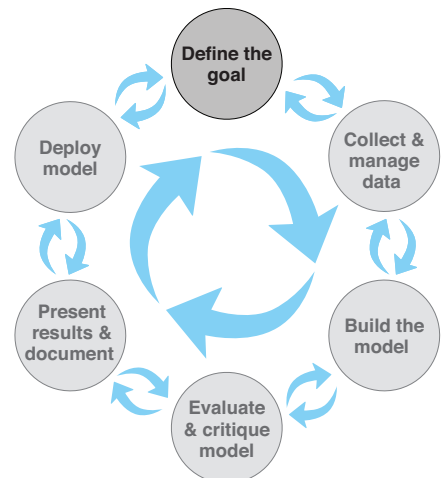 Define the
goal
Collect &
manage
data
Build the
model
Evaluate
& critique
model
Present
results &
document
Deploy
model